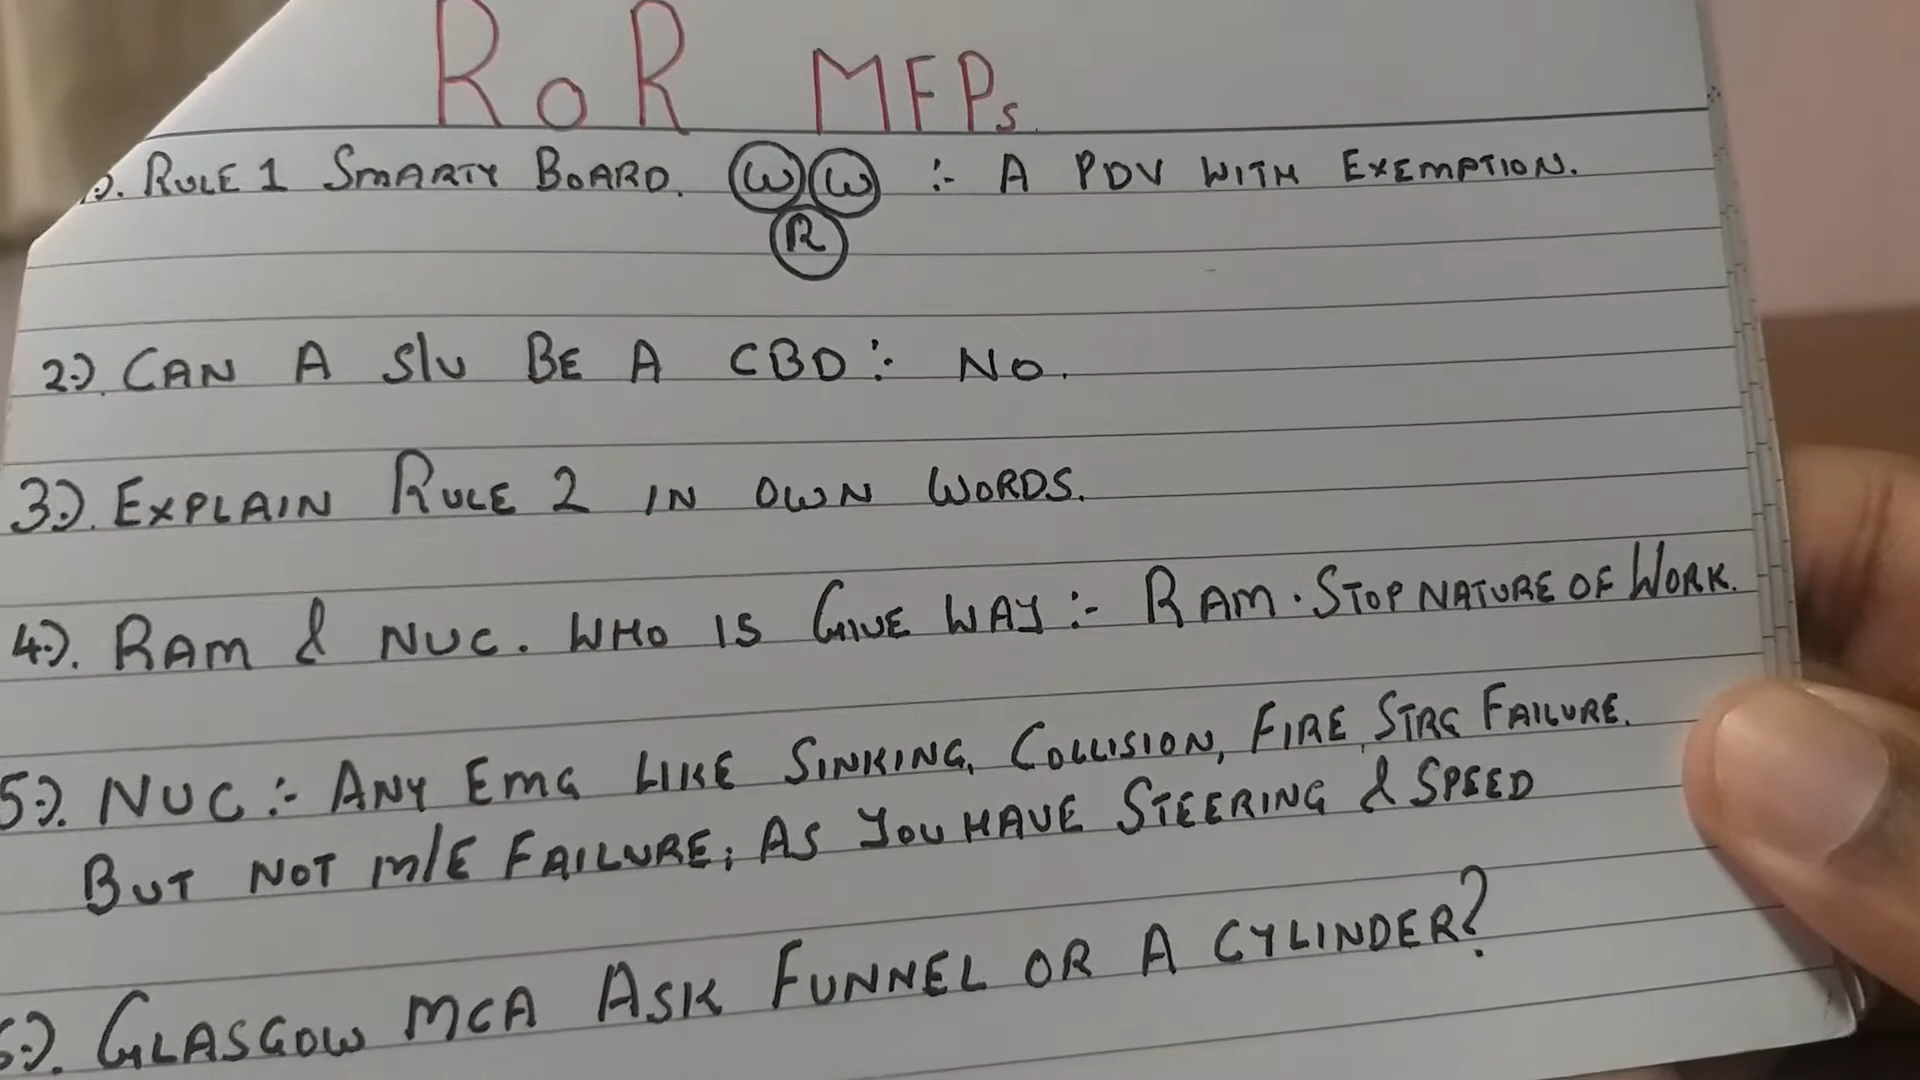 RoR MFPs
1). RULE 1 SMARTY BOARD. W W R :- A PDV WITH EXEMPTION.
2.) CAN A S/V BE A CBD :- NO.
3.). EXPLAIN RULE 2 IN OWN WORDS.
4.). RAM & NUC. WHO IS GIVE WAY :- RAM. STOP NATURE OF WORK.
5.). NUC :- ANY EMG LIKE SINKING, COLLISION, FIRE, STRG FAILURE.
BUT NOT M/E FAILURE; AS YOU HAVE STEERING & SPEED
6.). GLASGOW MCA ASK FUNNEL OR A CYLINDER?